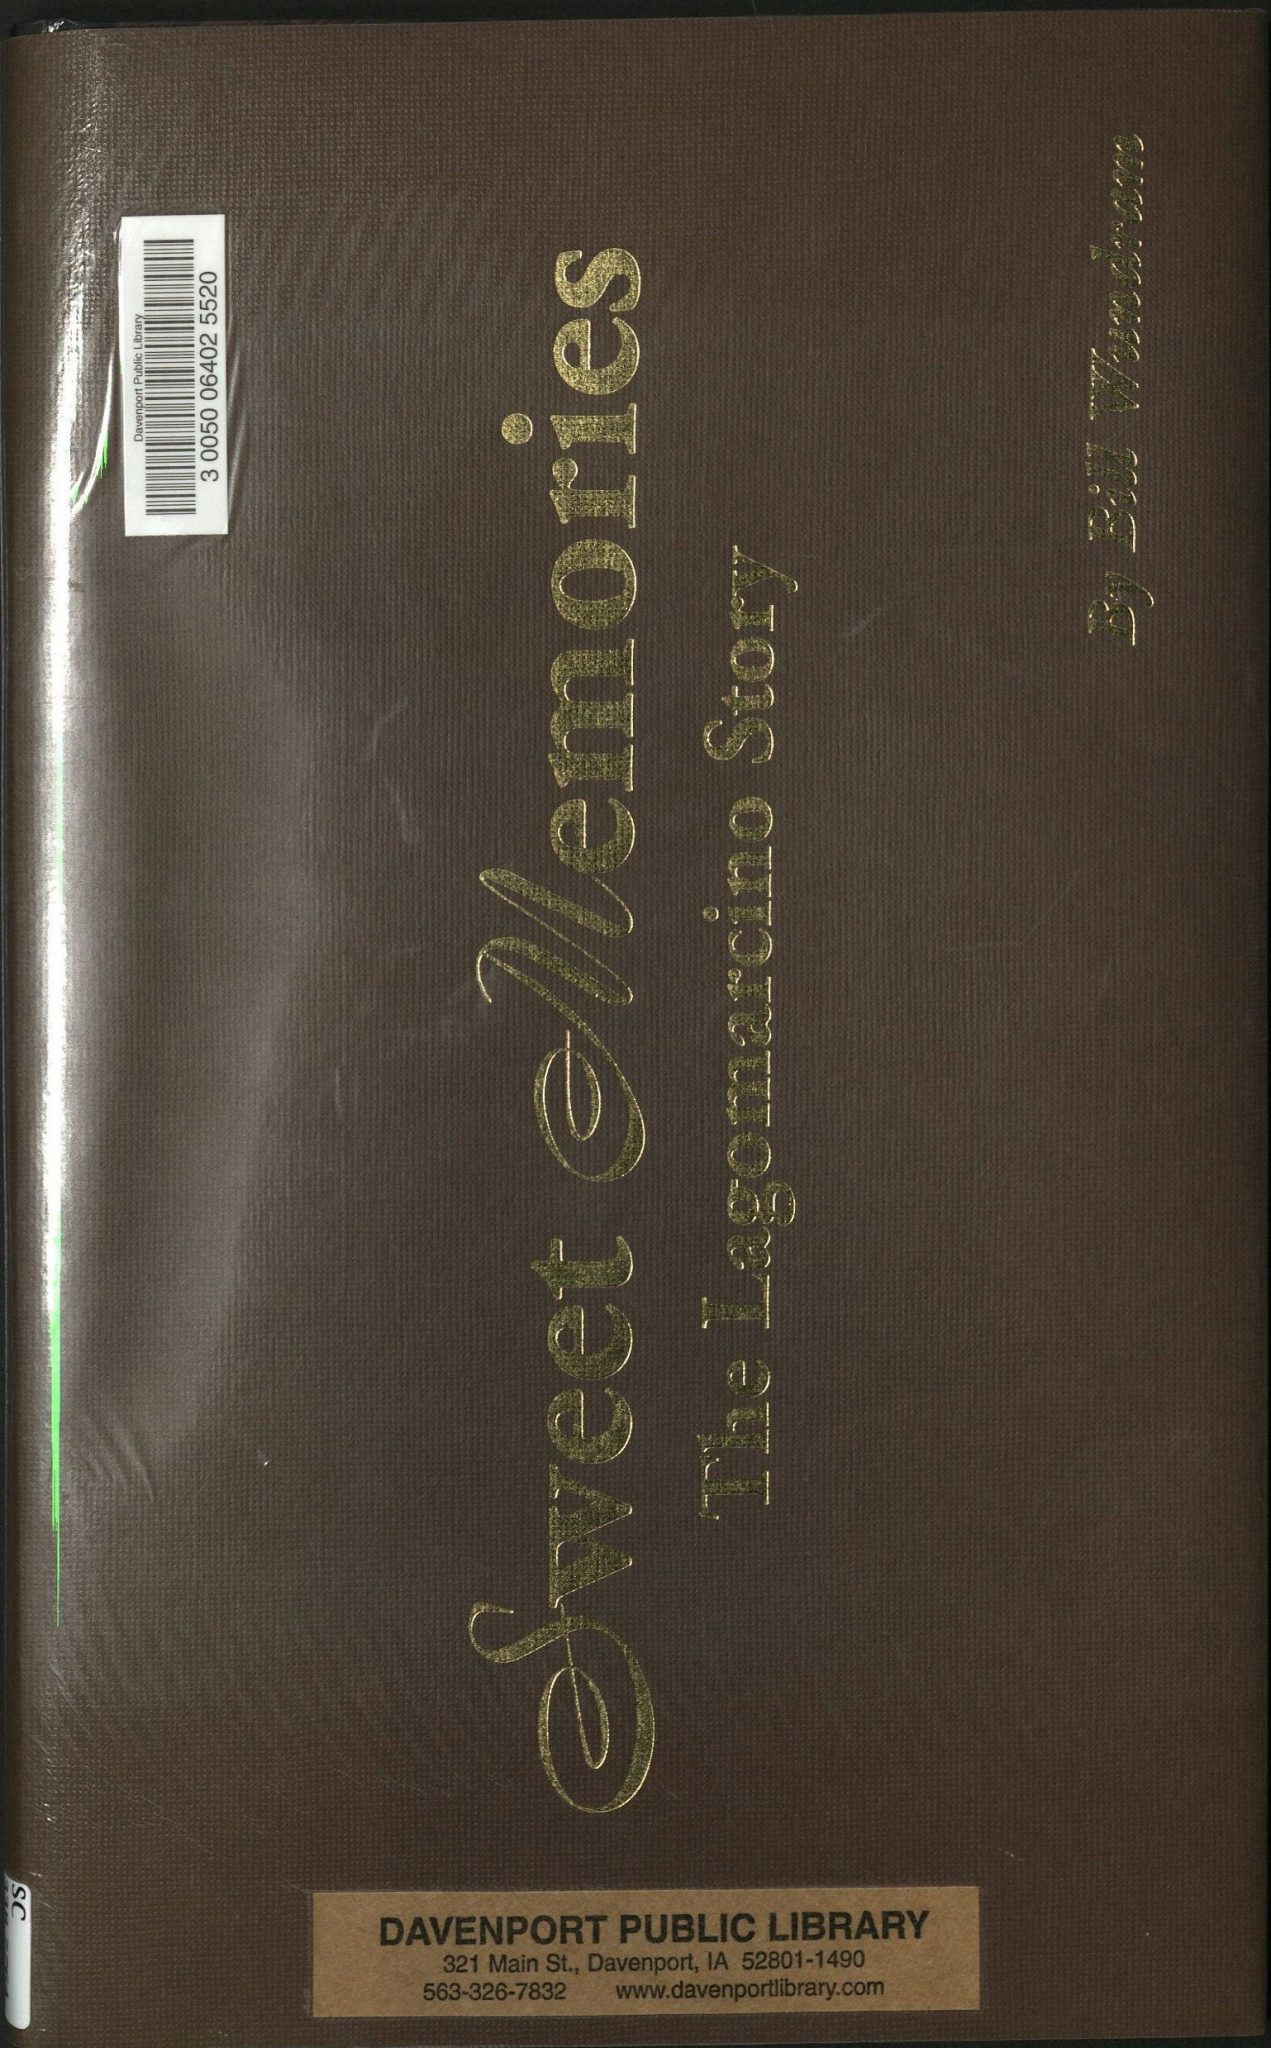 Sweet Memories
The Lagomarcino Story
By Bill Wundram
Davenport Public Library
3 0050 06402 5520
DAVENPORT PUBLIC LIBRARY
321 Main St., Davenport, IA 52801-1490
563-326-7832 www.davenportlibrary.com
SC